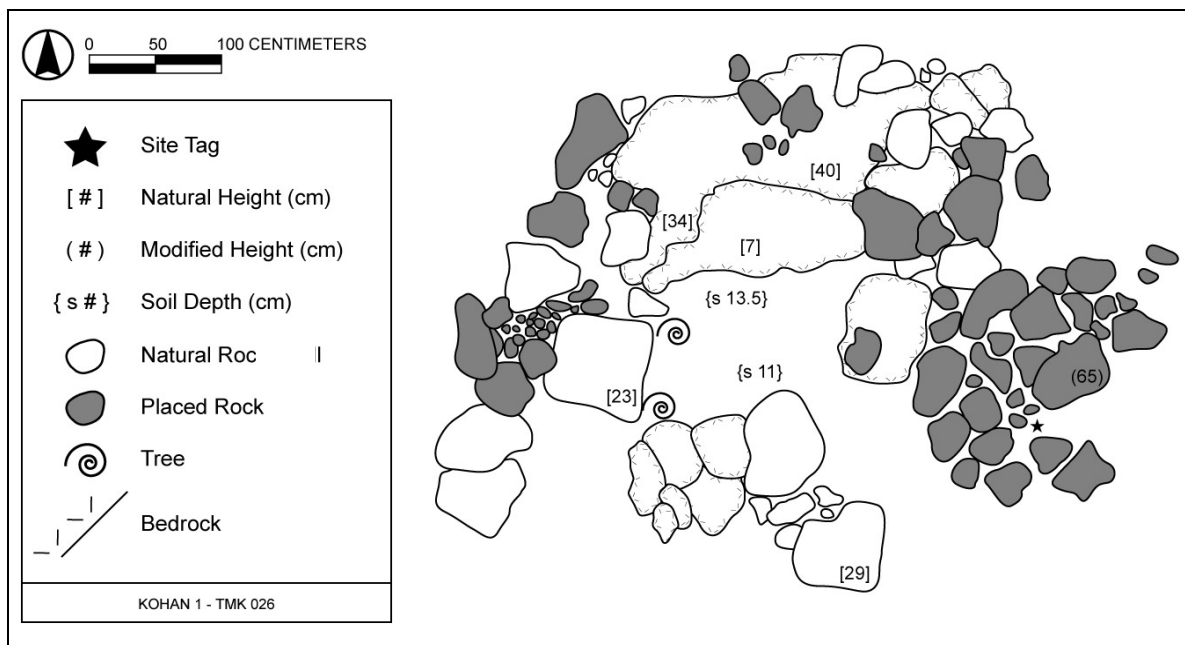 0 50 100 CENTIMETERS
Site Tag
[ # ] Natural Height (cm)
( # ) Modified Height (cm)
{ s # } Soil Depth (cm)
Natural Roc l
Placed Rock
Tree
Bedrock
KOHAN 1 - TMK 026
[40]
[34]
[7]
{s 13.5}
{s 11}
(65)
[23]
[29]